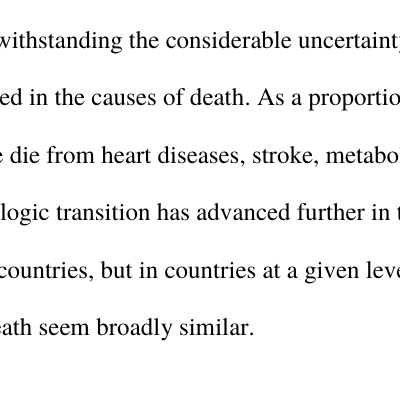 withstanding the considerable uncertainty
ed in the causes of death. As a proportio
e die from heart diseases, stroke, metabol
logic transition has advanced further in t
countries, but in countries at a given leve
eath seem broadly similar.